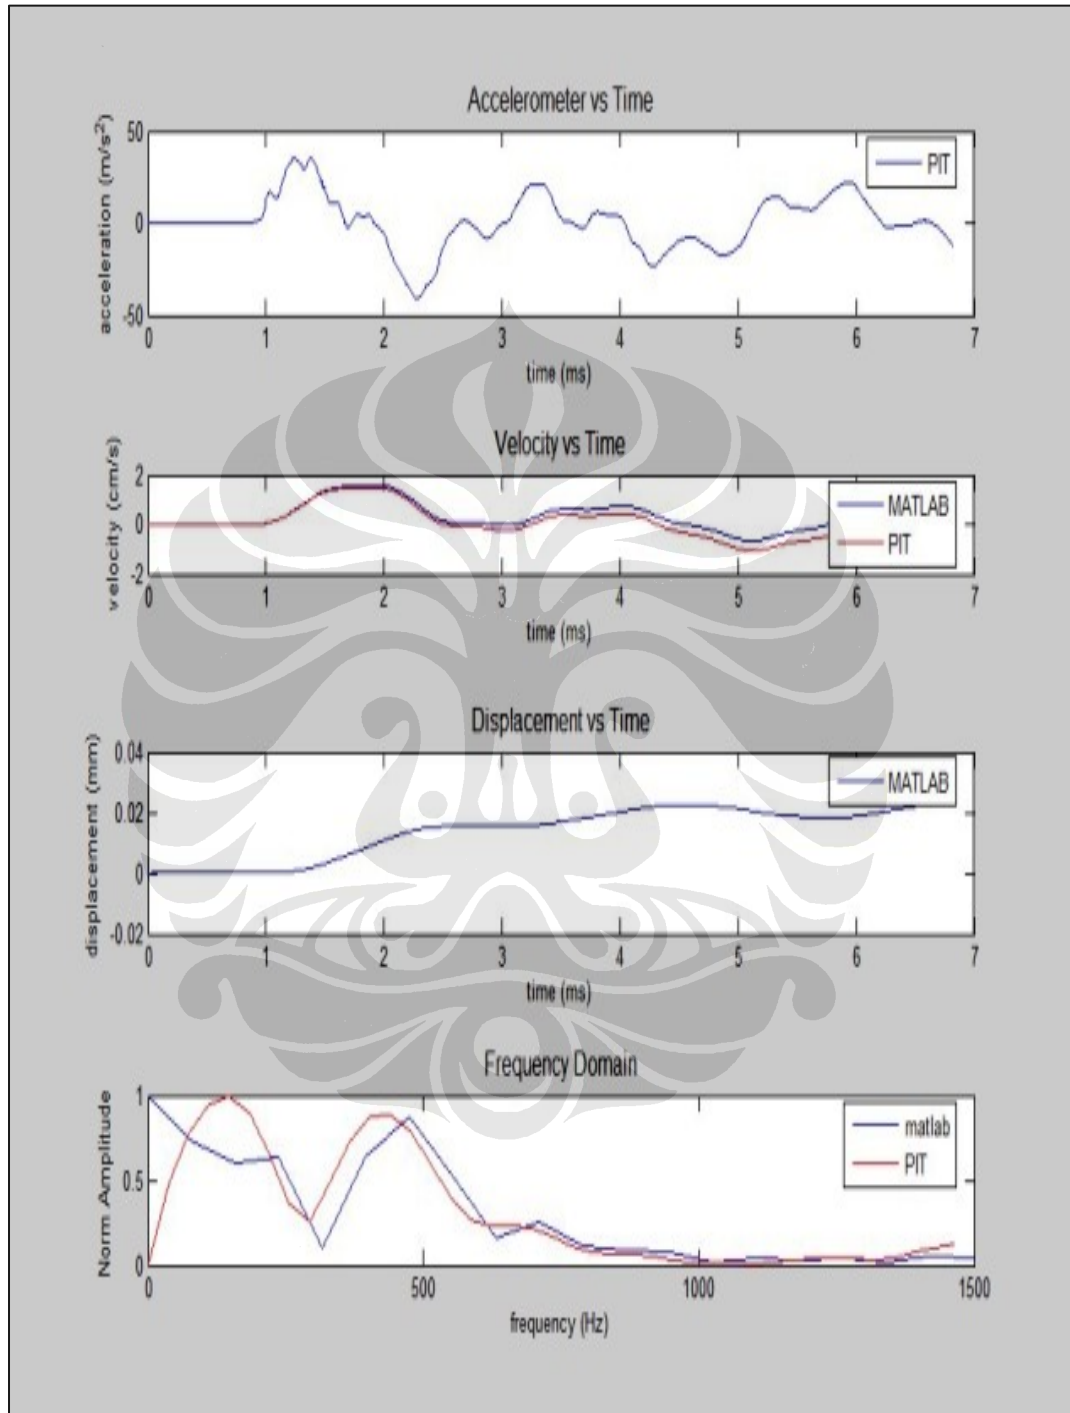 Accelerometer vs Time
acceleration (m/s²)
50
0
-50
PIT
0 1 2 3 4 5 6 7
time (ms)
Velocity vs Time
velocity (cm/s)
2
0
-2
MATLAB
PIT
0 1 2 3 4 5 6 7
time (ms)
Displacement vs Time
displacement (mm)
0.04
0.02
0
-0.02
MATLAB
0 1 2 3 4 5 6 7
time (ms)
Frequency Domain
Norm Amplitude
1
0.5
0
matlab
PIT
0 500 1000 1500
frequency (Hz)